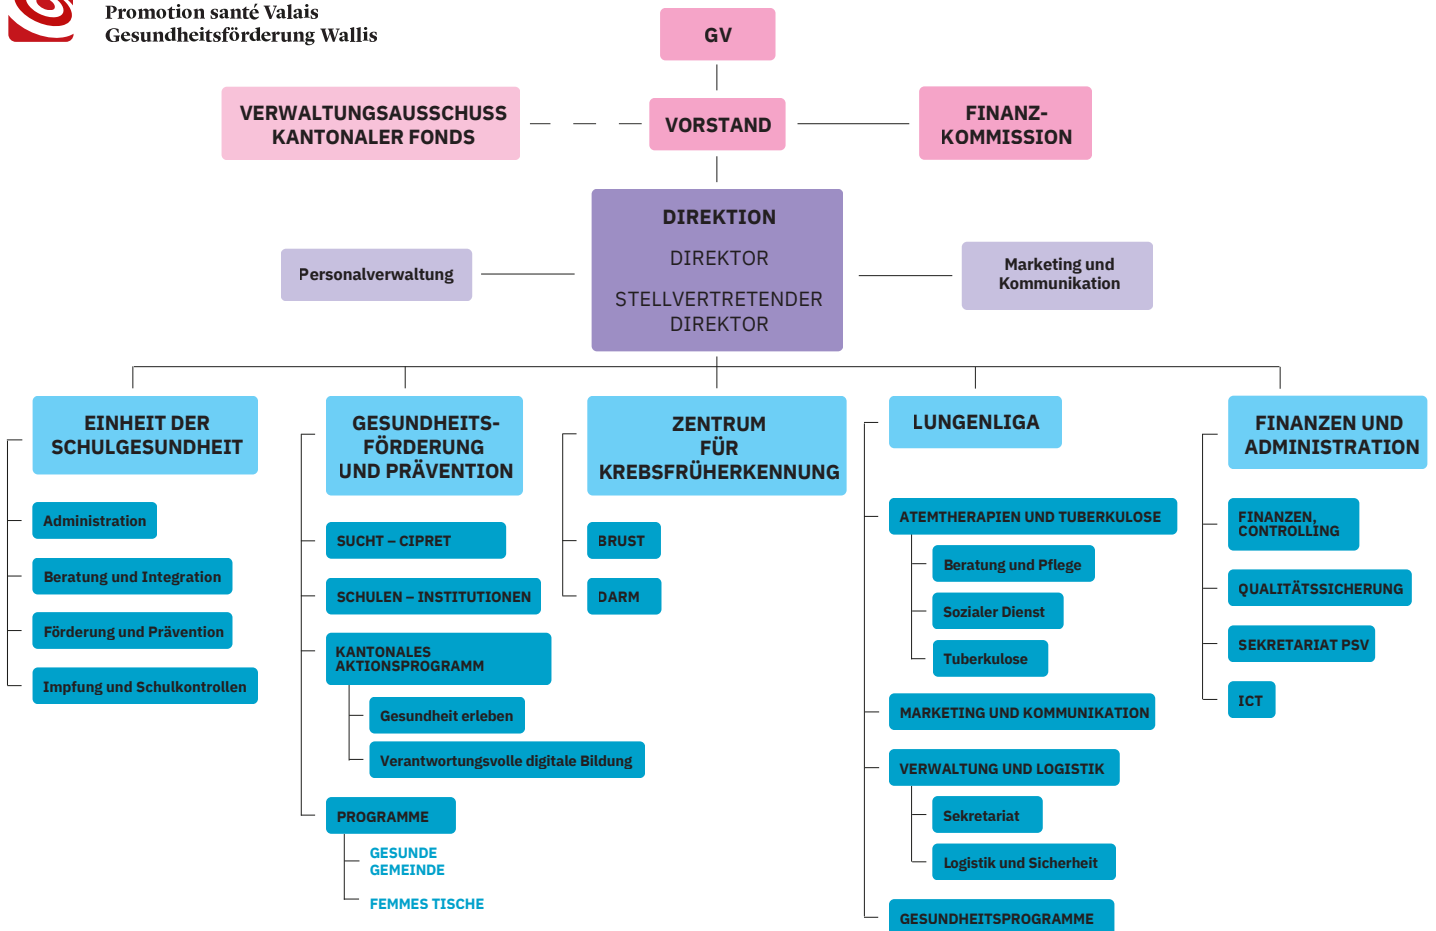 Promotion santé Valais
Gesundheitsförderung Wallis
GV
VERWALTUNGSAUSSCHUSS
KANTONALER FONDS
VORSTAND
FINANZ-
KOMMISSION
DIREKTION
DIREKTOR
STELLVERTRETENDER
DIREKTOR
Personalverwaltung
Marketing und
Kommunikation
EINHEIT DER
SCHULGESUNDHEIT
Administration
Beratung und Integration
Förderung und Prävention
Impfung und Schulkontrollen
GESUNDHEITS-
FÖRDERUNG
UND PRÄVENTION
SUCHT – CIPRET
SCHULEN – INSTITUTIONEN
KANTONALES
AKTIONSPROGRAMM
Gesundheit erleben
Verantwortungsvolle digitale Bildung
PROGRAMME
GESUNDE
GEMEINDE
FEMMES TISCHE
ZENTRUM
FÜR
KREBSFRÜHERKENNUNG
BRUST
DARM
LUNGENLIGA
ATEMTHERAPIEN UND TUBERKULOSE
Beratung und Pflege
Sozialer Dienst
Tuberkulose
MARKETING UND KOMMUNIKATION
VERWALTUNG UND LOGISTIK
Sekretariat
Logistik und Sicherheit
GESUNDHEITSPROGRAMME
FINANZEN UND
ADMINISTRATION
FINANZEN,
CONTROLLING
QUALITÄTSSICHERUNG
SEKRETARIAT PSV
ICT